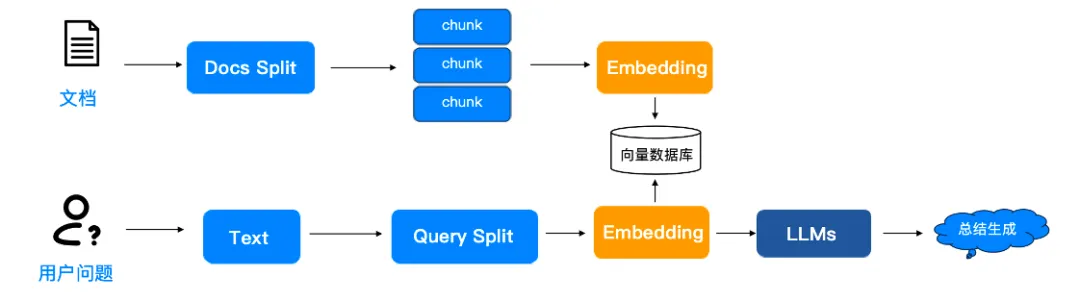 文档
Docs Split
chunk
chunk
chunk
Embedding
向量数据库
用户问题
Text
Query Split
Embedding
LLMs
总结生成